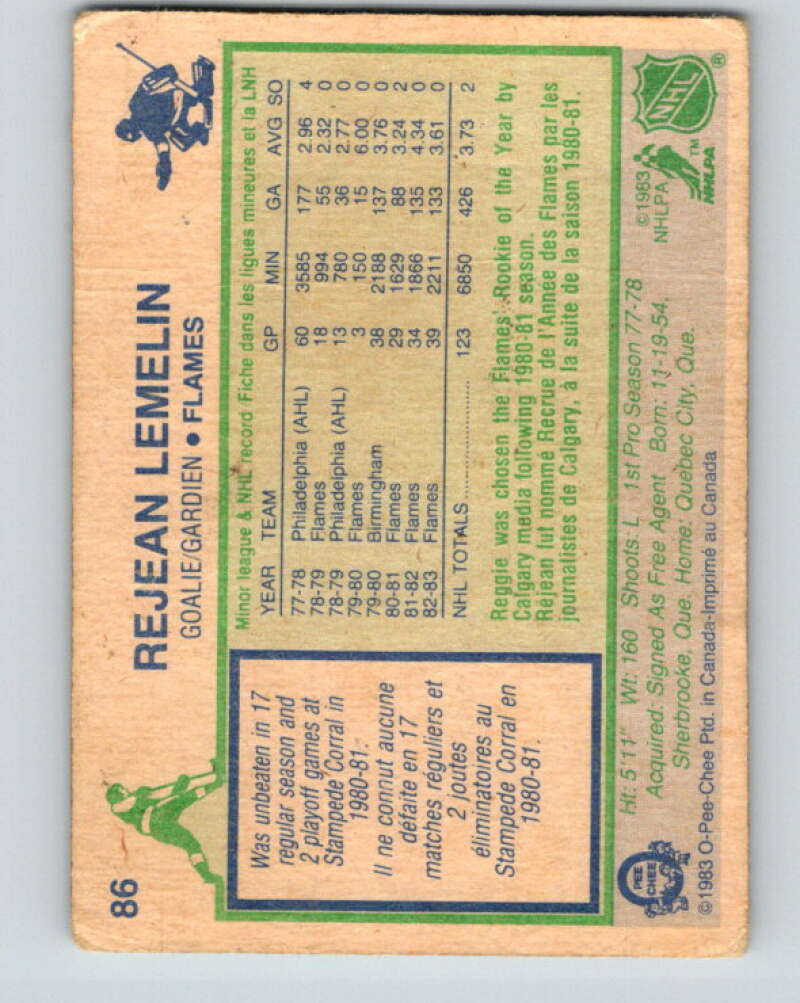 86
REJEAN LEMELIN
GOALIE/GARDIEN • FLAMES
Was unbeaten in 17
regular season and
2 playoff games at
Stampede Corral in
1980-81.
Il ne connut aucune
défaite en 17
matches réguliers et
2 joutes
éliminatoires au
Stampede Corral en
1980-81.
Minor league & NHL record/Fiche dans les ligues mineures et la LNH
YEAR TEAM GP MIN GA AVG SO
77-78 Philadelphia (AHL) 60 3585 177 2.96 4
78-79 Flames 18 994 55 2.32 0
78-79 Philadelphia (AHL) 13 780 36 2.77 0
79-80 Flames 3 150 15 6.00 0
79-80 Birmingham 38 2188 137 3.76 0
80-81 Flames 29 1629 88 3.24 2
81-82 Flames 34 1866 135 4.34 0
82-83 Flames 39 2211 133 3.61 0
NHL TOTALS .................. 123 6850 426 3.73 2
Reggie was chosen the Flames' Rookie of the Year by
Calgary media following 1980-81 season.
Réjean fut nommé Recrue de l'Année des Flames par les
journalistes de Calgary, à la suite de la saison 1980-81.
PEE
CHEE
Ht: 5'11" Wt: 160 Shoots: L 1st Pro Season 77-78
Acquired: Signed As Free Agent Born: 11-19-54,
Sherbrooke, Que. Home: Quebec City, Que.
©1983 O-Pee-Chee Ptd. in Canada-Imprimé au Canada
©1983
NHLPA
NHLPA
TM
NHL
®